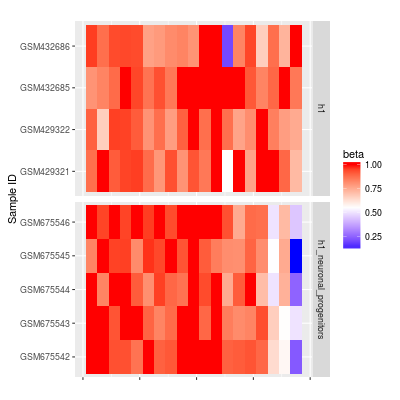 Sample ID
GSM432686
GSM432685
GSM429322
GSM429321
h1
GSM675546
GSM675545
GSM675544
GSM675543
GSM675542
h1_neuronal_progenitors
beta
1.00
0.75
0.50
0.25